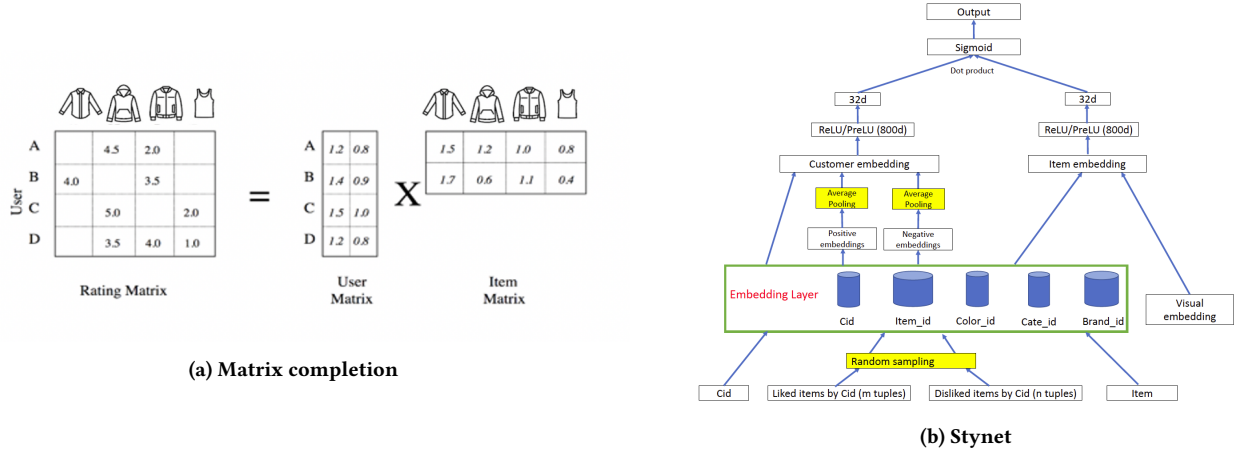 A 4.5 2.0
B 4.0 3.5
C 5.0 2.0
D 3.5 4.0 1.0
User
Rating Matrix
=
A 1.2 0.8
B 1.4 0.9
C 1.5 1.0
D 1.2 0.8
User
Matrix
X
1.5 1.2 1.0 0.8
1.7 0.6 1.1 0.4
Item
Matrix
(a) Matrix completion
Output
Sigmoid
Dot product
32d 32d
ReLU/PreLU (800d) ReLU/PreLU (800d)
Customer embedding Item embedding
Average
Pooling
Average
Pooling
Positive
embeddings
Negative
embeddings
Embedding Layer
Cid Item_id Color_id Cate_id Brand_id
Visual
embedding
Random sampling
Cid Liked items by Cid (m tuples) Disliked items by Cid (n tuples) Item
(b) Stynet